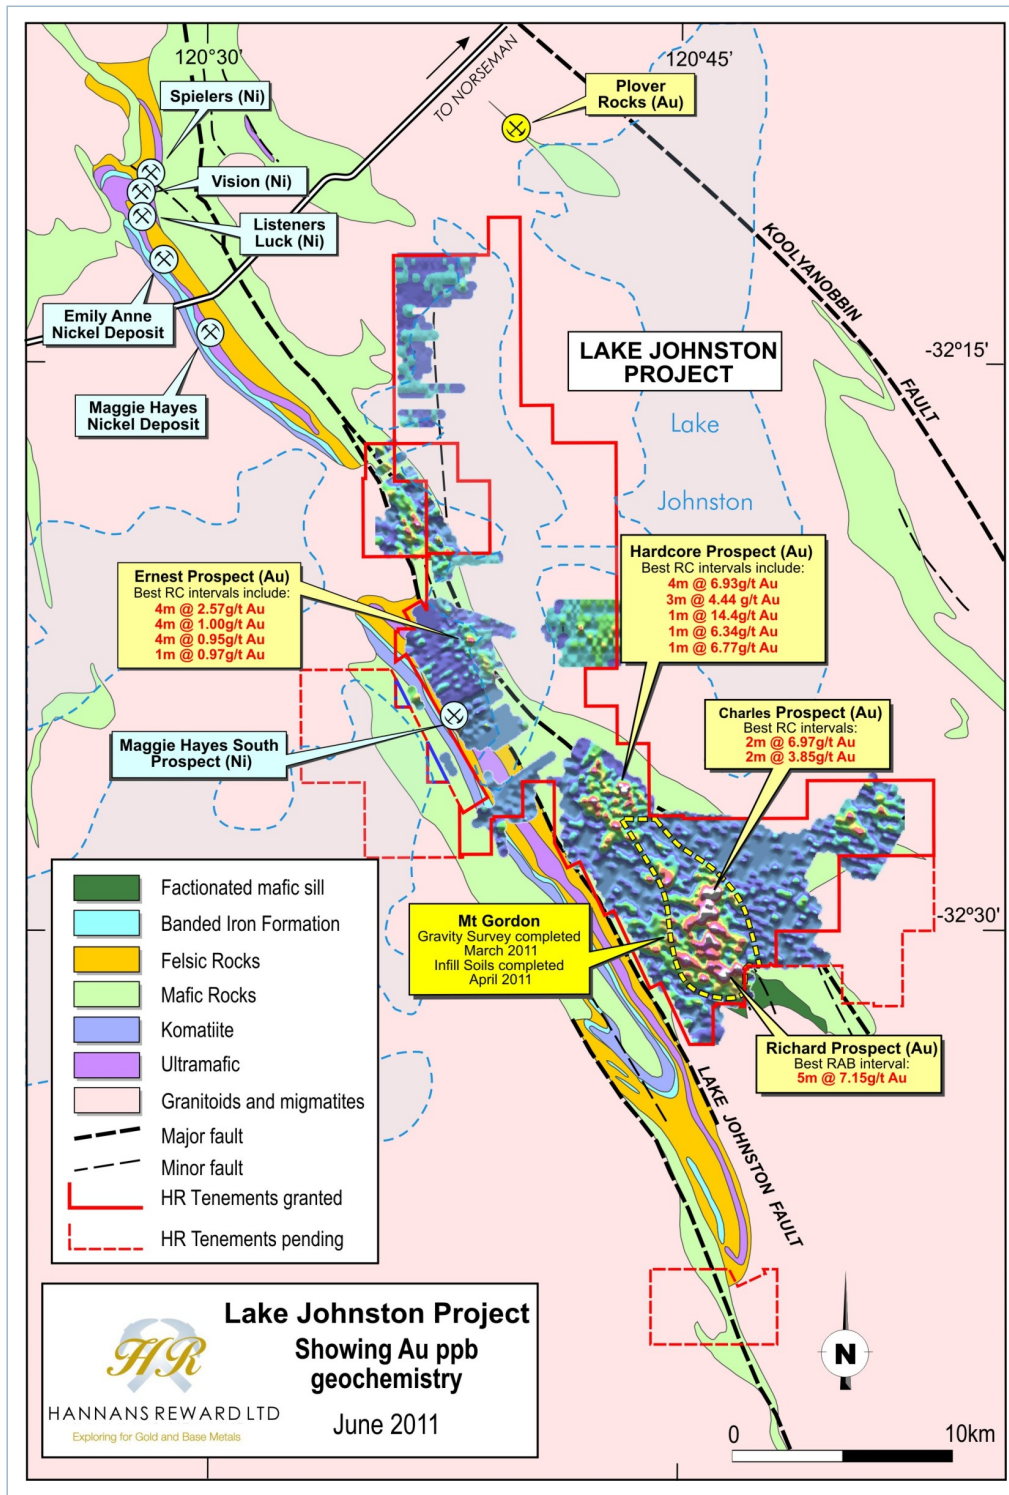 120º30'
120º45'
TO NORSEMAN
Plover
Rocks (Au)
Spielers (Ni)
Vision (Ni)
Listeners
Luck (Ni)
Emily Anne
Nickel Deposit
Maggie Hayes
Nickel Deposit
KOOLYANOBBIN
FAULT
LAKE JOHNSTON
PROJECT
-32º15'
Lake
Johnston
Hardcore Prospect (Au)
Best RC intervals include:
4m @ 6.93g/t Au
3m @ 4.44 g/t Au
1m @ 14.4g/t Au
1m @ 6.34g/t Au
1m @ 6.77g/t Au
Ernest Prospect (Au)
Best RC intervals include:
4m @ 2.57g/t Au
4m @ 1.00g/t Au
4m @ 0.95g/t Au
1m @ 0.97g/t Au
Charles Prospect (Au)
Best RC intervals:
2m @ 6.97g/t Au
2m @ 3.85g/t Au
Maggie Hayes South
Prospect (Ni)
Mt Gordon
Gravity Survey completed
March 2011
Infill Soils completed
April 2011
-32º30'
Richard Prospect (Au)
Best RAB interval:
5m @ 7.15g/t Au
LAKE JOHNSTON FAULT
Factionated mafic sill
Banded Iron Formation
Felsic Rocks
Mafic Rocks
Komatiite
Ultramafic
Granitoids and migmatites
Major fault
Minor fault
HR Tenements granted
HR Tenements pending
HR
HANNANS REWARD LTD
Exploring for Gold and Base Metals
Lake Johnston Project
Showing Au ppb
geochemistry
June 2011
N
0
10km